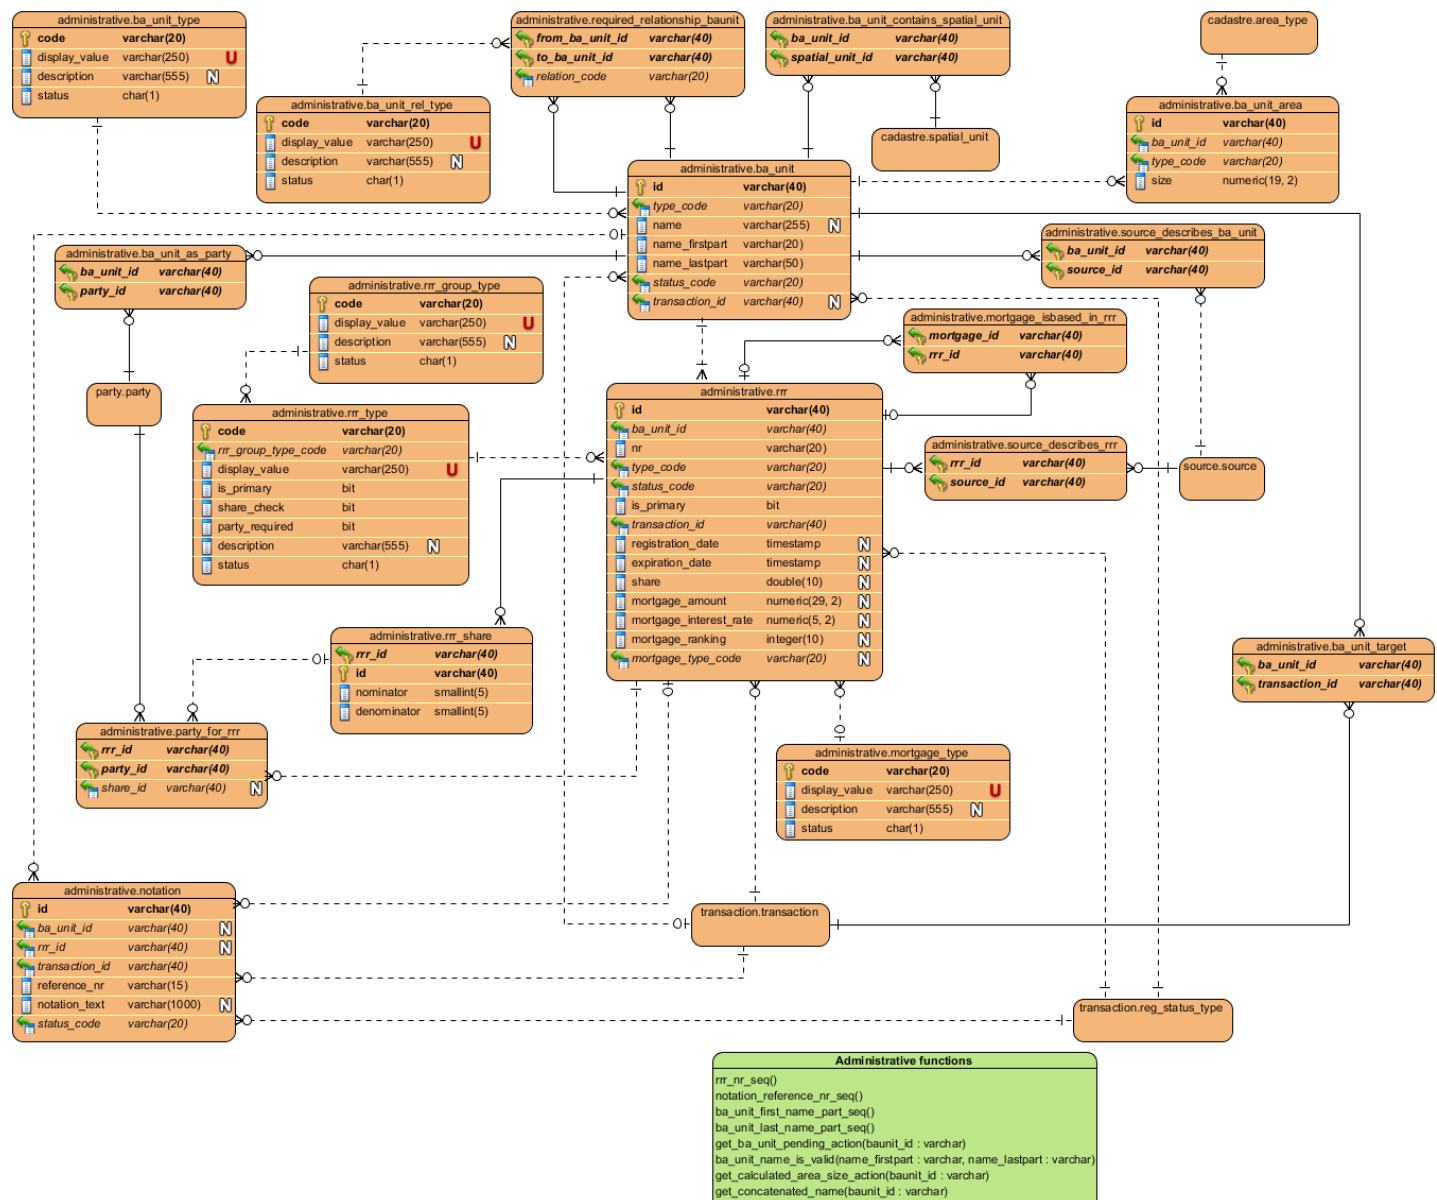 administrative.ba_unit_type
code varchar(20)
display_value varchar(250) U
description varchar(555) N
status char(1)
administrative.required_relationship_baunit
from_ba_unit_id varchar(40)
to_ba_unit_id varchar(40)
relation_code varchar(20)
administrative.ba_unit_contains_spatial_unit
ba_unit_id varchar(40)
spatial_unit_id varchar(40)
cadastre.area_type
administrative.ba_unit_rel_type
code varchar(20)
display_value varchar(250) U
description varchar(555) N
status char(1)
cadastre.spatial_unit
administrative.ba_unit_area
id varchar(40)
ba_unit_id varchar(40)
type_code varchar(20)
size numeric(19, 2)
administrative.ba_unit
id varchar(40)
type_code varchar(20)
name varchar(255) N
name_firstpart varchar(20)
name_lastpart varchar(50)
status_code varchar(20)
transaction_id varchar(40) N
administrative.source_describes_ba_unit
ba_unit_id varchar(40)
source_id varchar(40)
administrative.ba_unit_as_party
ba_unit_id varchar(40)
party_id varchar(40)
administrative.rrr_group_type
code varchar(20)
display_value varchar(250) U
description varchar(555) N
status char(1)
administrative.mortgage_isbased_in_rrr
mortgage_id varchar(40)
rrr_id varchar(40)
party.party
administrative.rrr_type
code varchar(20)
rrr_group_type_code varchar(20)
display_value varchar(250) U
is_primary bit
share_check bit
party_required bit
description varchar(555) N
status char(1)
administrative.rrr
id varchar(40)
ba_unit_id varchar(40)
nr varchar(20)
type_code varchar(20)
status_code varchar(20)
is_primary bit
transaction_id varchar(40)
registration_date timestamp N
expiration_date timestamp N
share double(10) N
mortgage_amount numeric(29, 2) N
mortgage_interest_rate numeric(5, 2) N
mortgage_ranking integer(10) N
mortgage_type_code varchar(20) N
administrative.source_describes_rrr
rrr_id varchar(40)
source_id varchar(40)
source.source
administrative.rrr_share
rrr_id varchar(40)
id varchar(40)
nominator smallint(5)
denominator smallint(5)
administrative.ba_unit_target
ba_unit_id varchar(40)
transaction_id varchar(40)
administrative.party_for_rrr
rrr_id varchar(40)
party_id varchar(40)
share_id varchar(40) N
administrative.mortgage_type
code varchar(20)
display_value varchar(250) U
description varchar(555) N
status char(1)
administrative.notation
id varchar(40)
ba_unit_id varchar(40) N
rrr_id varchar(40) N
transaction_id varchar(40)
reference_nr varchar(15)
notation_text varchar(1000) N
status_code varchar(20)
transaction.transaction
transaction.reg_status_type
Administrative functions
rrr_nr_seq()
notation_reference_nr_seq()
ba_unit_first_name_part_seq()
ba_unit_last_name_part_seq()
get_ba_unit_pending_action(baunit_id : varchar)
ba_unit_name_is_valid(name_firstpart : varchar, name_lastpart : varchar)
get_calculated_area_size_action(baunit_id : varchar)
get_concatenated_name(baunit_id : varchar)